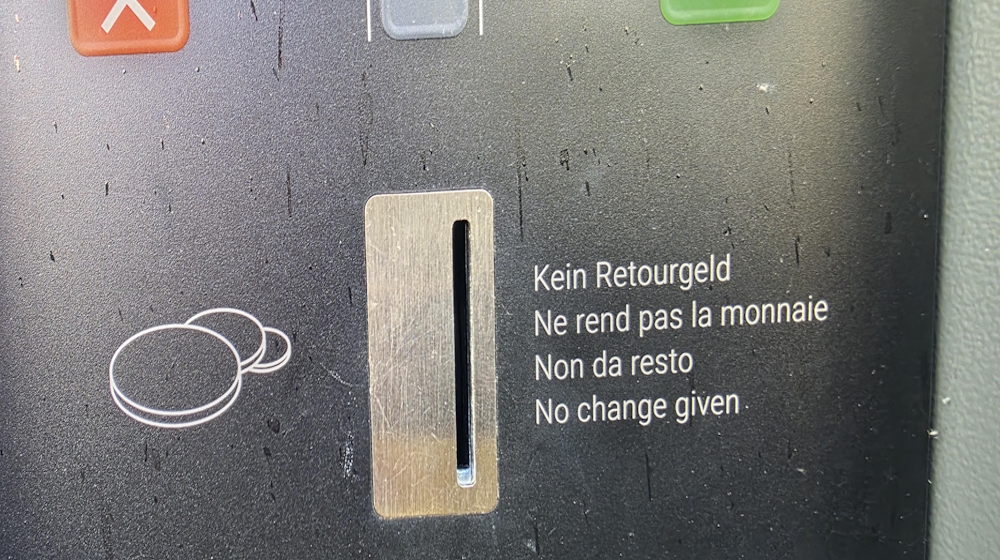 Kein Retourgeld
Ne rend pas la monnaie
Non da resto
No change given